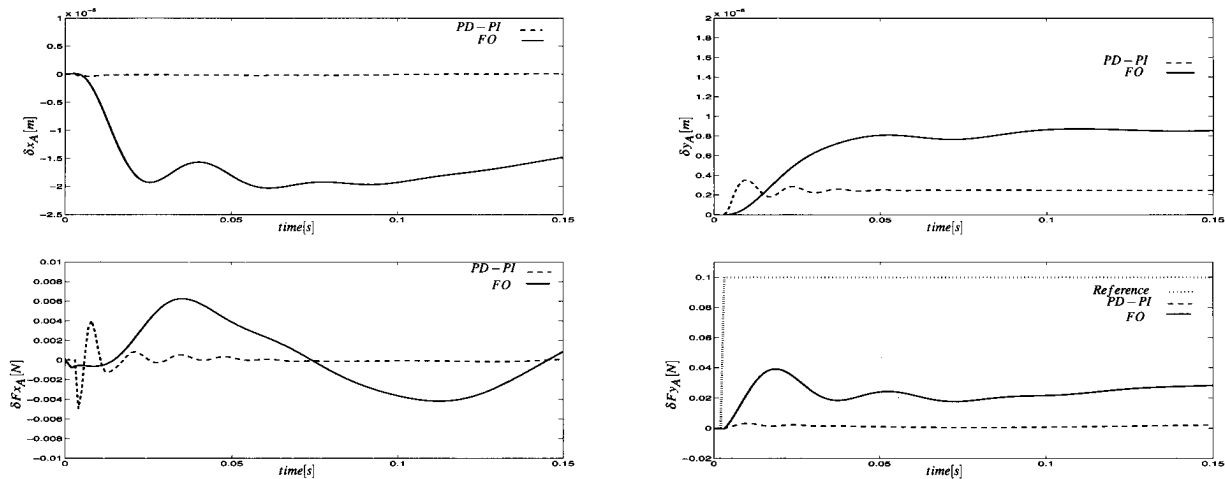 1 × 10⁻⁵
PD−PI
FO
0.5
0
−0.5
−1
−1.5
−2
−2.5
δx_A[m]
0
0.05
0.1
0.15
time[s]
2 × 10⁻⁵
1.8
1.6
1.4
1.2
1
0.8
0.6
0.4
0.2
0
PD−PI
FO
δy_A[m]
0
0.05
0.1
0.15
time[s]
0.01
0.008
0.006
0.004
0.002
0
−0.002
−0.004
−0.006
−0.008
−0.01
PD−PI
FO
δFx_A[N]
0
0.05
0.1
0.15
time[s]
0.12
0.1
0.08
0.06
0.04
0.02
0
−0.02
Reference
PD−PI
FO
δFy_A[N]
0
0.05
0.1
0.15
time[s]